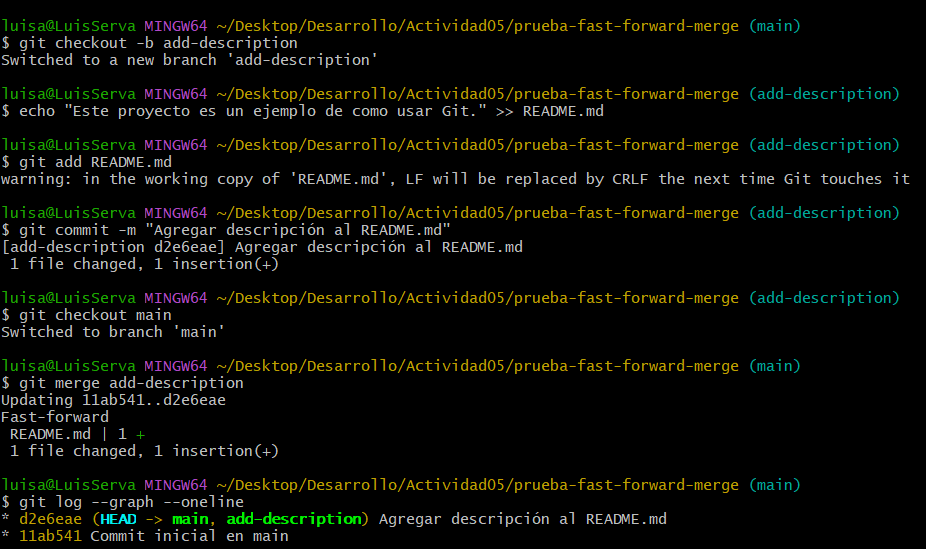 luisa@LuisServa MINGW64 ~/Desktop/Desarrollo/Actividad05/prueba-fast-forward-merge (main)
$ git checkout -b add-description
Switched to a new branch 'add-description'
luisa@LuisServa MINGW64 ~/Desktop/Desarrollo/Actividad05/prueba-fast-forward-merge (add-description)
$ echo "Este proyecto es un ejemplo de como usar Git." >> README.md
luisa@LuisServa MINGW64 ~/Desktop/Desarrollo/Actividad05/prueba-fast-forward-merge (add-description)
$ git add README.md
warning: in the working copy of 'README.md', LF will be replaced by CRLF the next time Git touches it
luisa@LuisServa MINGW64 ~/Desktop/Desarrollo/Actividad05/prueba-fast-forward-merge (add-description)
$ git commit -m "Agregar descripción al README.md"
[add-description d2e6eae] Agregar descripción al README.md
 1 file changed, 1 insertion(+)
luisa@LuisServa MINGW64 ~/Desktop/Desarrollo/Actividad05/prueba-fast-forward-merge (add-description)
$ git checkout main
Switched to branch 'main'
luisa@LuisServa MINGW64 ~/Desktop/Desarrollo/Actividad05/prueba-fast-forward-merge (main)
$ git merge add-description
Updating 11ab541..d2e6eae
Fast-forward
 README.md | 1 +
 1 file changed, 1 insertion(+)
luisa@LuisServa MINGW64 ~/Desktop/Desarrollo/Actividad05/prueba-fast-forward-merge (main)
$ git log --graph --oneline
* d2e6eae (HEAD -> main, add-description) Agregar descripción al README.md
* 11ab541 Commit inicial en main